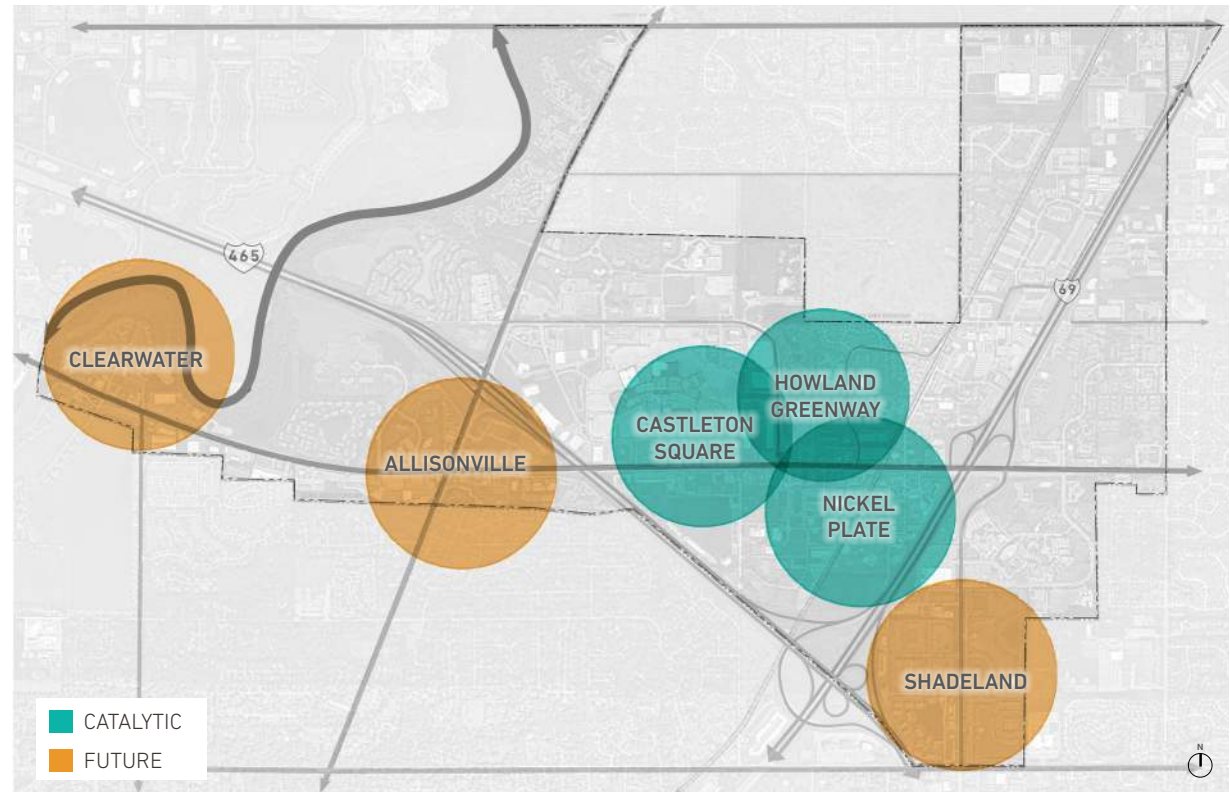 465
69
CLEARWATER
HOWLAND
GREENWAY
CASTLETON
SQUARE
ALLISONVILLE
NICKEL
PLATE
SHADELAND
CATALYTIC
FUTURE
N